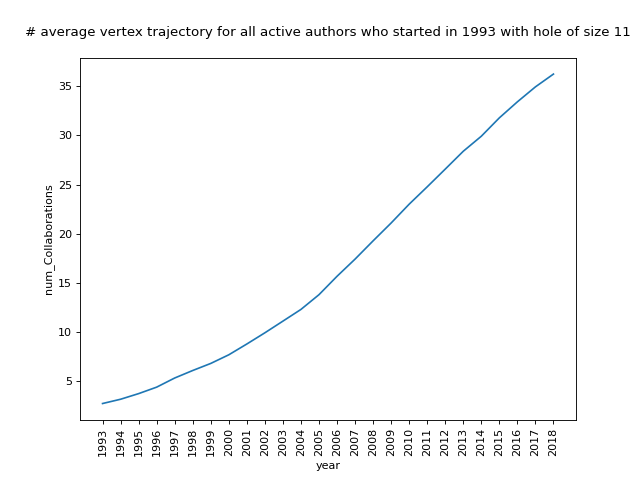 # average vertex trajectory for all active authors who started in 1993 with hole of size 11
35
30
25
20
15
10
5
num_Collaborations
1993 1994 1995 1996 1997 1998 1999 2000 2001 2002 2003 2004 2005 2006 2007 2008 2009 2010 2011 2012 2013 2014 2015 2016 2017 2018
year